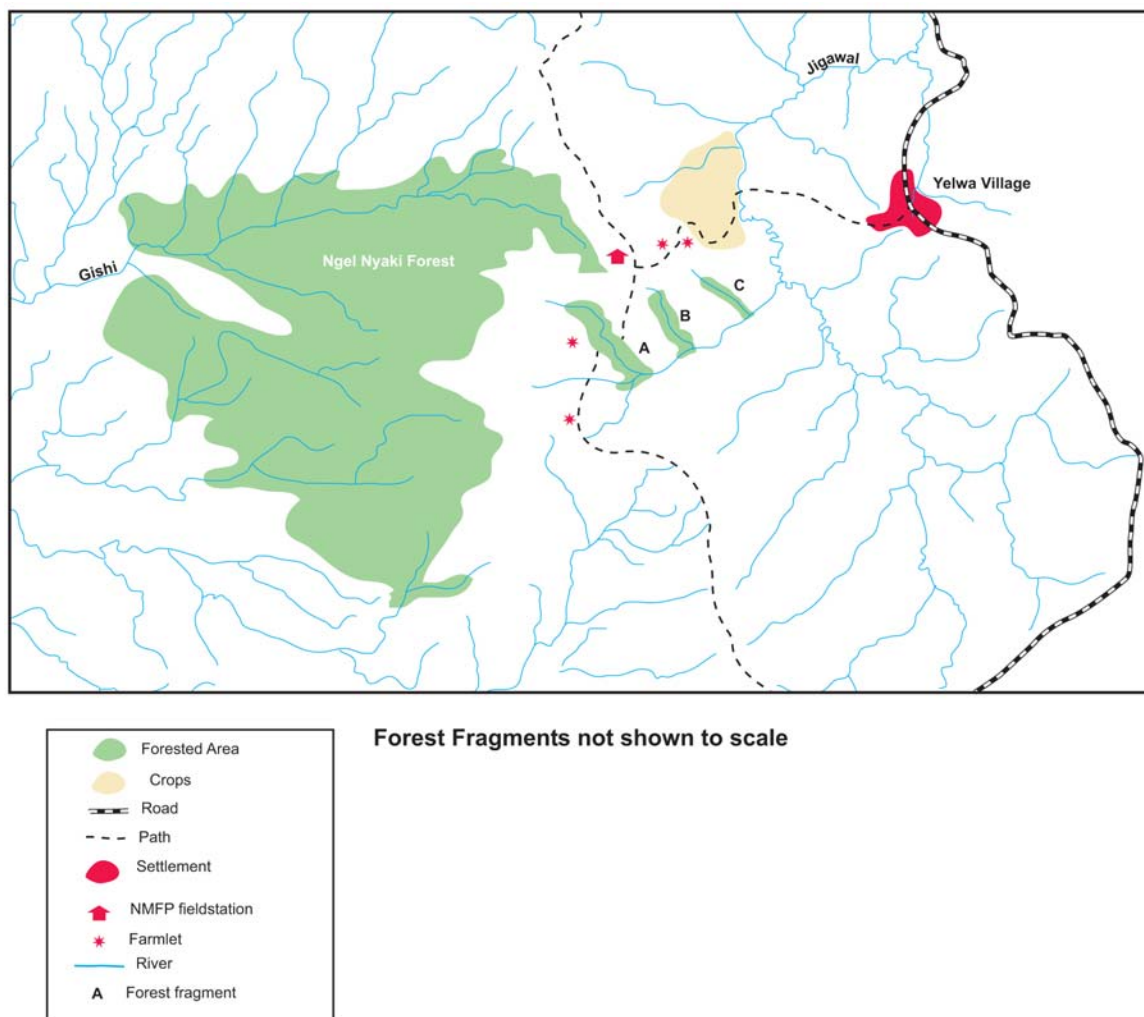 Jigawal
Yelwa Village
Gishi
Ngel Nyaki Forest
C
B
A
Forest Fragments not shown to scale
Forested Area
Crops
Road
Path
Settlement
NMFP fieldstation
Farmlet
River
A Forest fragment